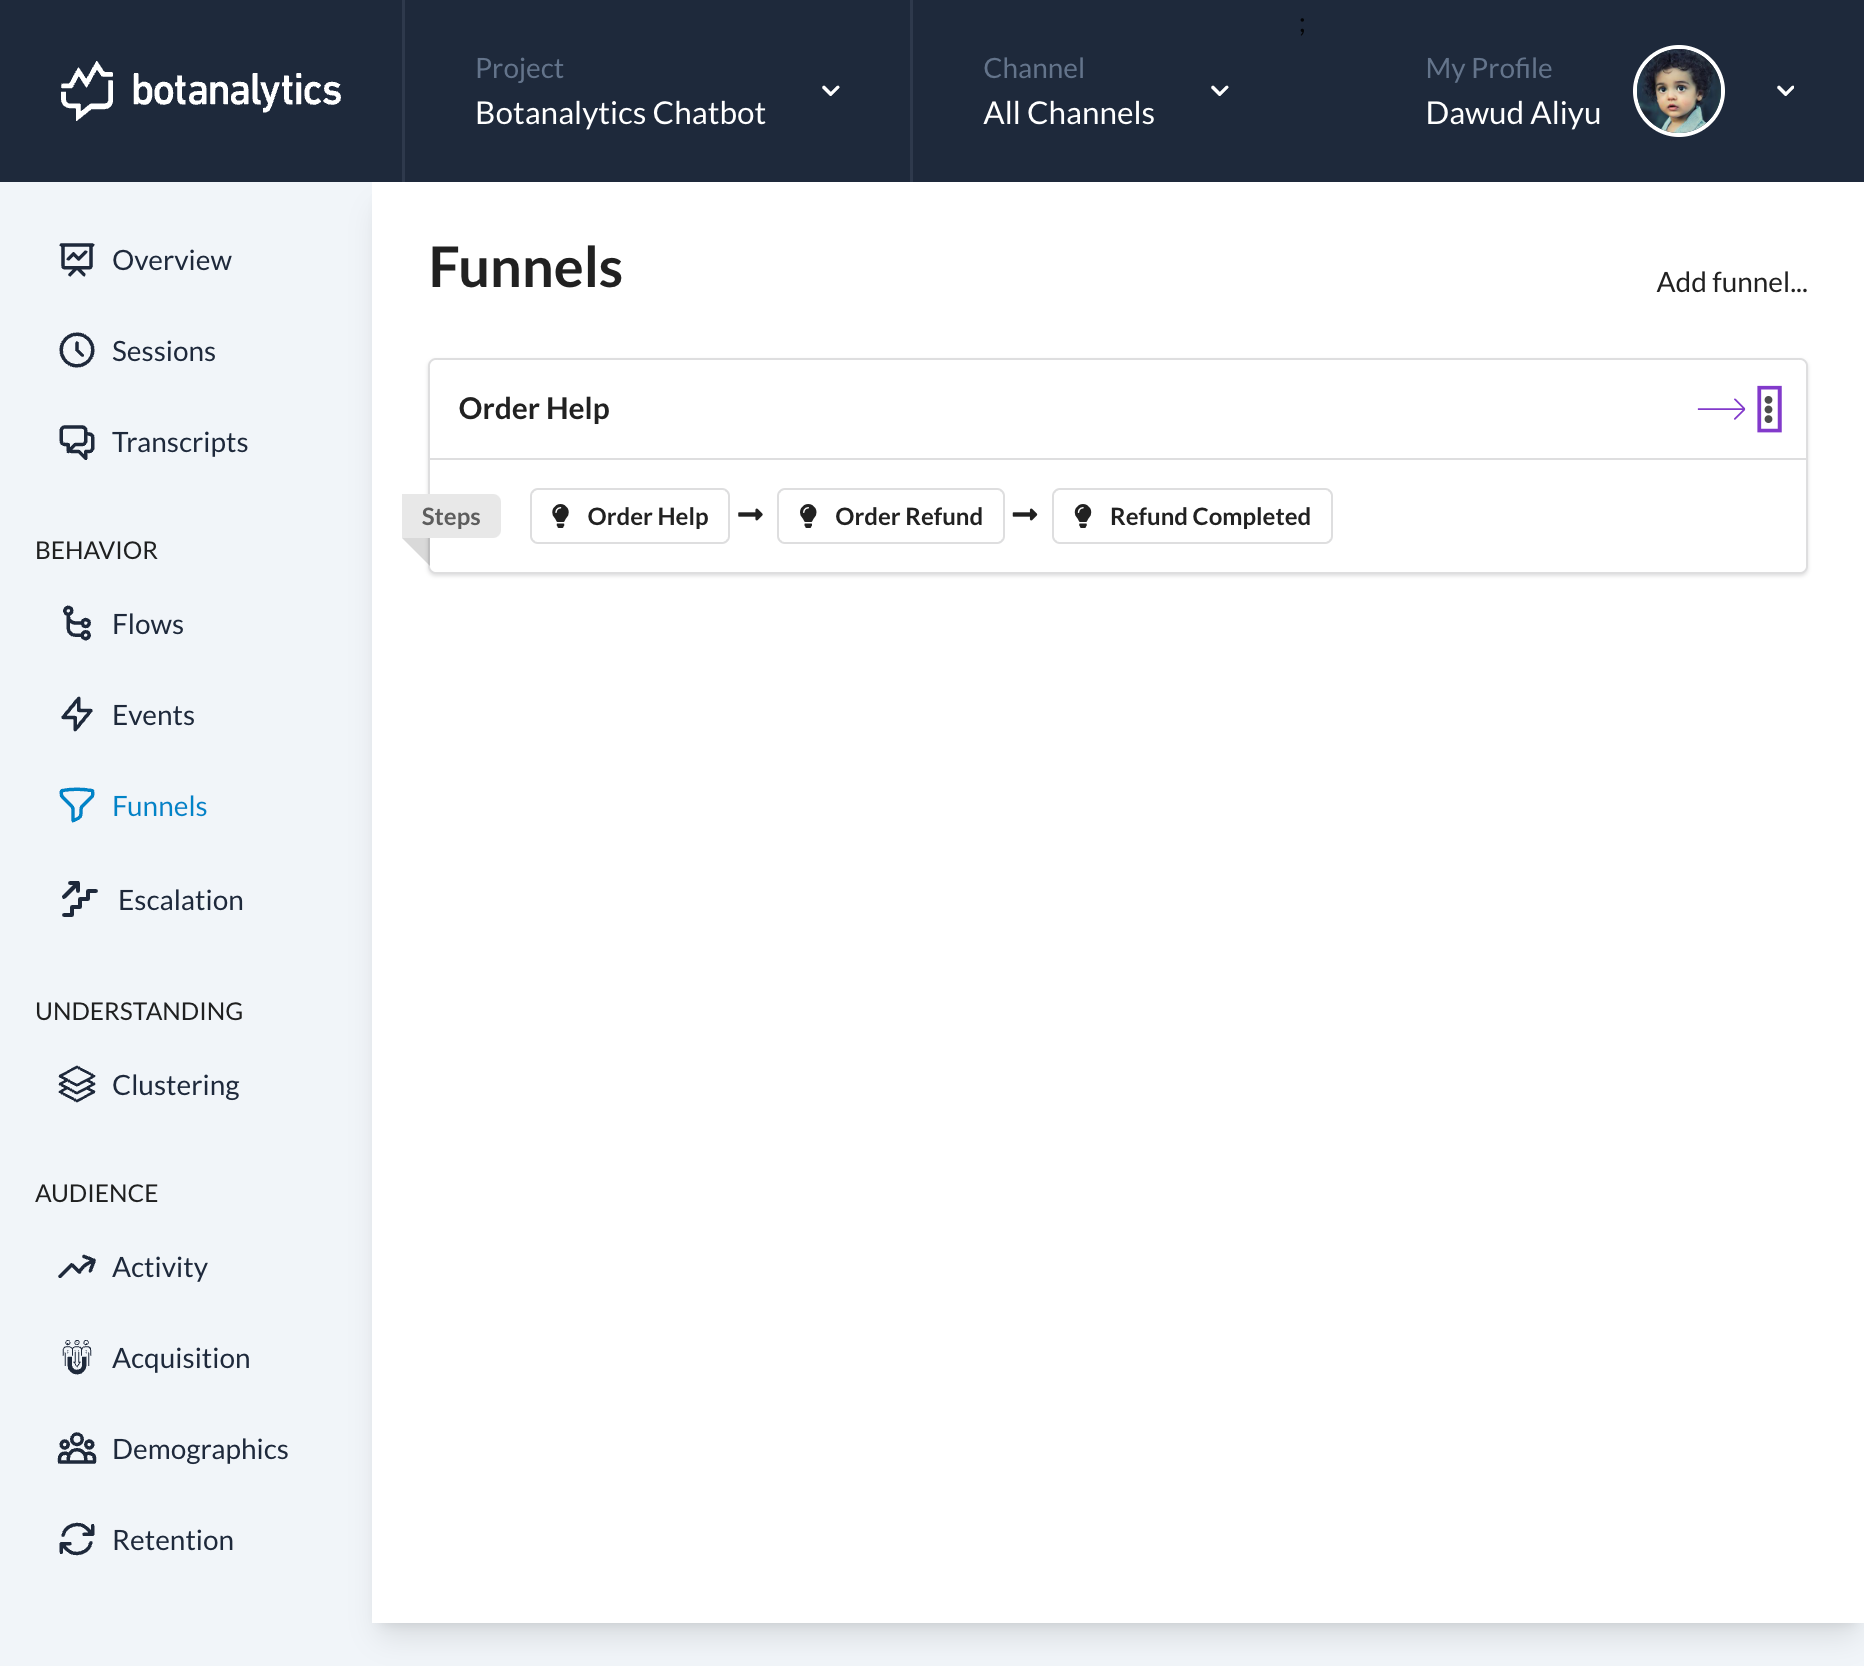 botanalytics
Project
Botanalytics Chatbot
Channel
All Channels
;
My Profile
Dawud Aliyu
Overview
Sessions
Transcripts
BEHAVIOR
Flows
Events
Funnels
Escalation
UNDERSTANDING
Clustering
AUDIENCE
Activity
Acquisition
Demographics
Retention
Funnels
Add funnel...
Order Help
Steps
Order Help
Order Refund
Refund Completed